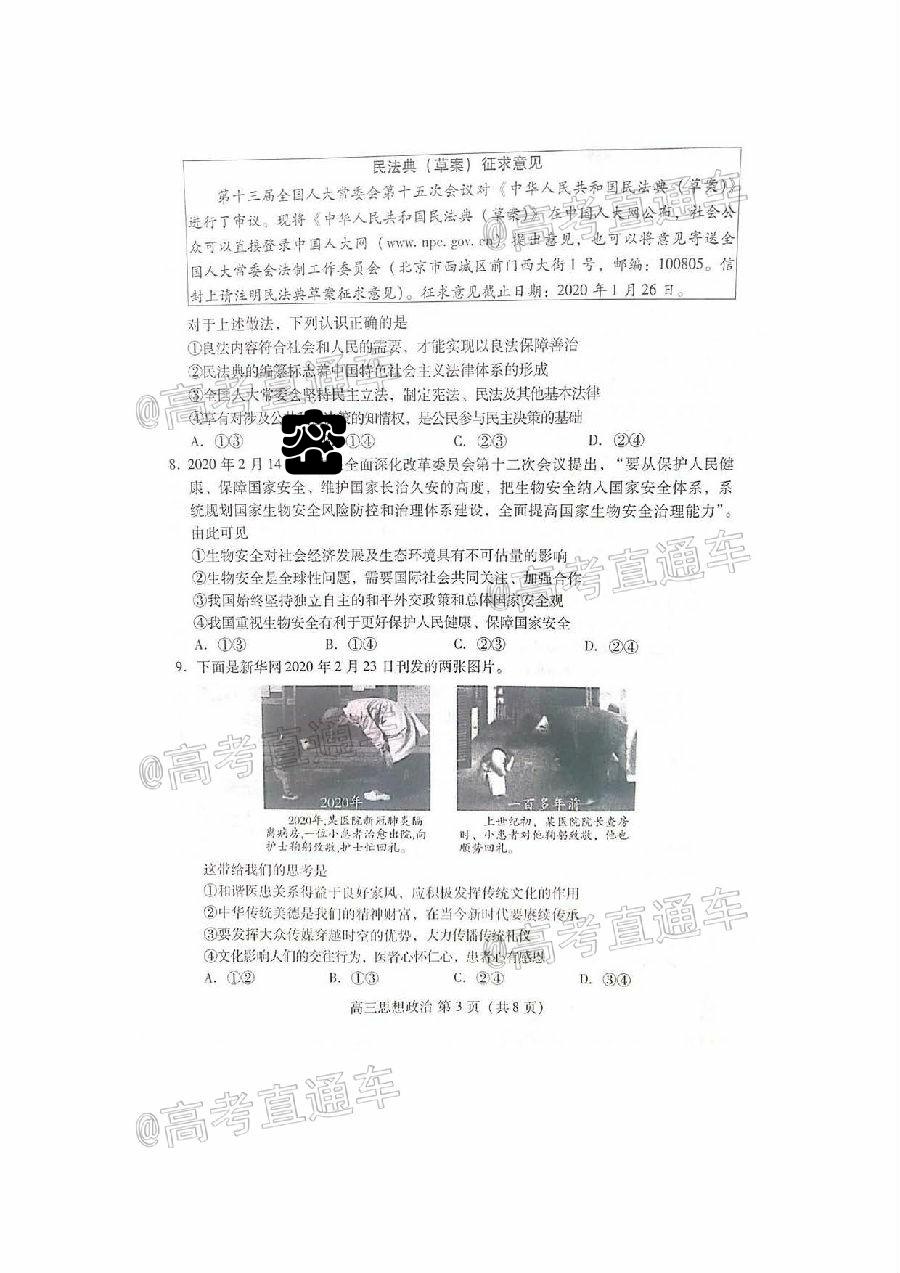 民法典（草案）征求意见
第十三届全国人大常委会第十五次会议对《中华人民共和国民法典（草案）》
进行了审议。现将《中华人民共和国民法典（草案）》在中国人大网公布，社会公
众可以直接登录中国人大网（www.npc.gov.cn）提出意见，也可以将意见寄送全
国人大常委会法制工作委员会（北京市西城区前门西大街1号，邮编：100805。信
封上请注明民法典草案征求意见）。征求意见截止日期：2020年1月26日。
对于上述做法，下列认识正确的是
①良法内容符合社会和人民的需要，才能实现以良法保障善治
②民法典的编纂标志着中国特色社会主义法律体系的形成
③全国人大常委会坚持民主立法，制定宪法、民法及其他基本法律
④享有对涉及公共 策的知情权，是公民参与民主决策的基础
A. ①③ ①④ C. ②③ D. ②④
8. 2020年2月14 全面深化改革委员会第十二次会议提出，“要从保护人民健
康、保障国家安全、维护国家长治久安的高度，把生物安全纳入国家安全体系，系
统规划国家生物安全风险防控和治理体系建设，全面提高国家生物安全治理能力”。
由此可见
①生物安全对社会经济发展及生态环境具有不可估量的影响
②生物安全是全球性问题，需要国际社会共同关注、加强合作
③我国始终坚持独立自主的和平外交政策和总体国家安全观
④我国重视生物安全有利于更好保护人民健康、保障国家安全
A. ①③ B. ①④ C. ②③ D. ②④
9. 下面是新华网2020年2月23日刊发的两张图片。
2020年 一百多年前
2020年，某医院新冠肺炎隔
离病房，一位小患者治愈出院，向
护士鞠躬致敬，护士忙回礼。
上世纪初，某医院院长查房
时，小患者对他鞠躬致敬，他也
顺势回礼。
这带给我们的思考是
①和谐医患关系得益于良好家风，应积极发挥传统文化的作用
②中华传统美德是我们的精神财富，在当今新时代要赓续传承
③要发挥大众传媒穿越时空的优势，大力传播传统礼仪
④文化影响人们的交往行为，医者心怀仁心，患者心有感恩
A. ①② B. ①③ C. ②④ D. ③④
高三思想政治 第3页（共8页）
@高考直通车
@高考直通车
@高考直通车
@高考直通车
@高考直通车
@高考直通车